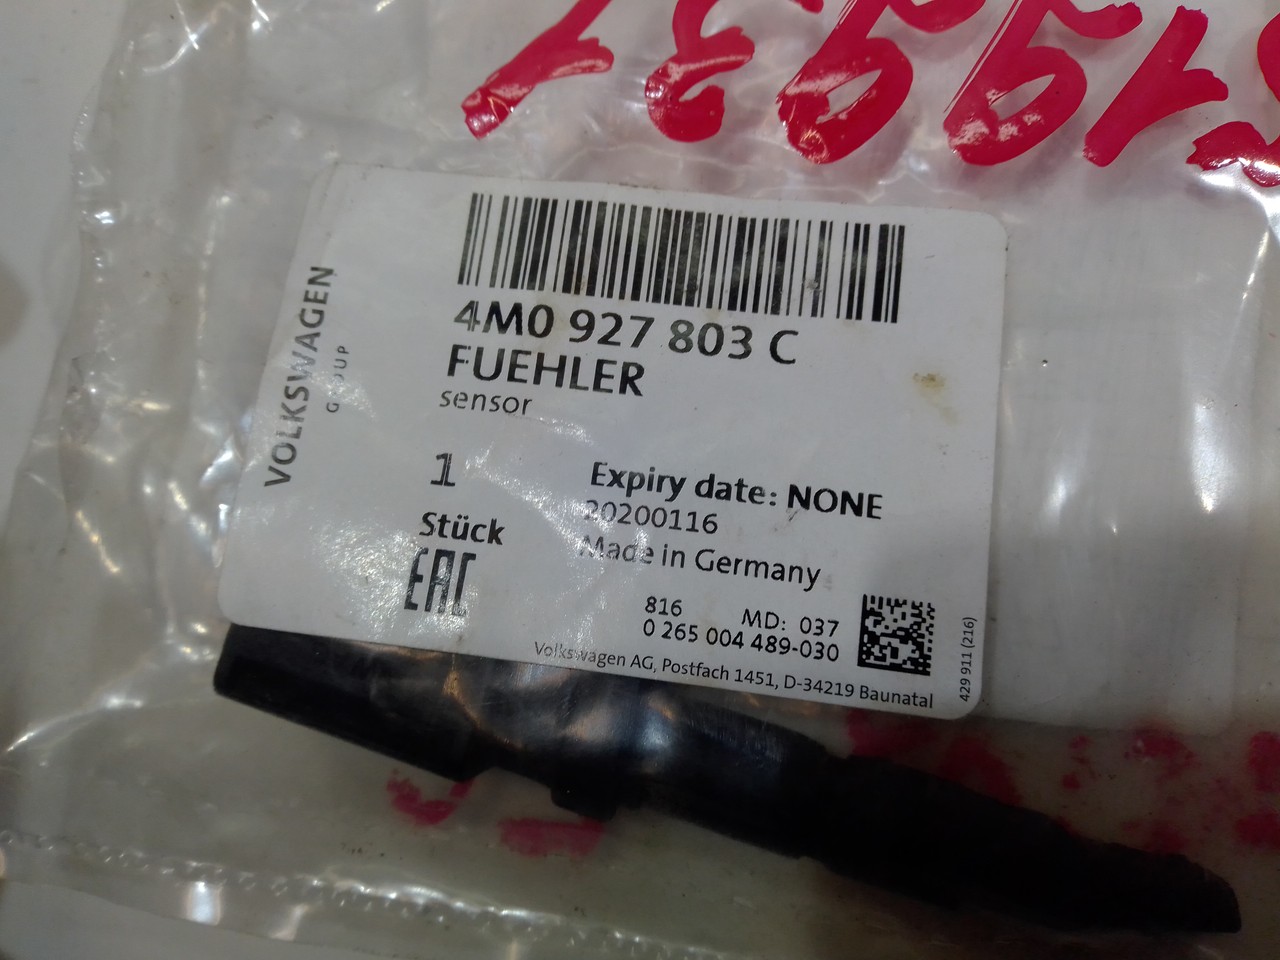 4M0 927 803 C
FUEHLER
sensor
VOLKSWAGEN
1
Expiry date: NONE
20200116
Stück
Made in Germany
EAC
816 MD: 037
0 265 004 489-030
Volkswagen AG, Postfach 1451, D-34219 Baunatal
429 911 (216)